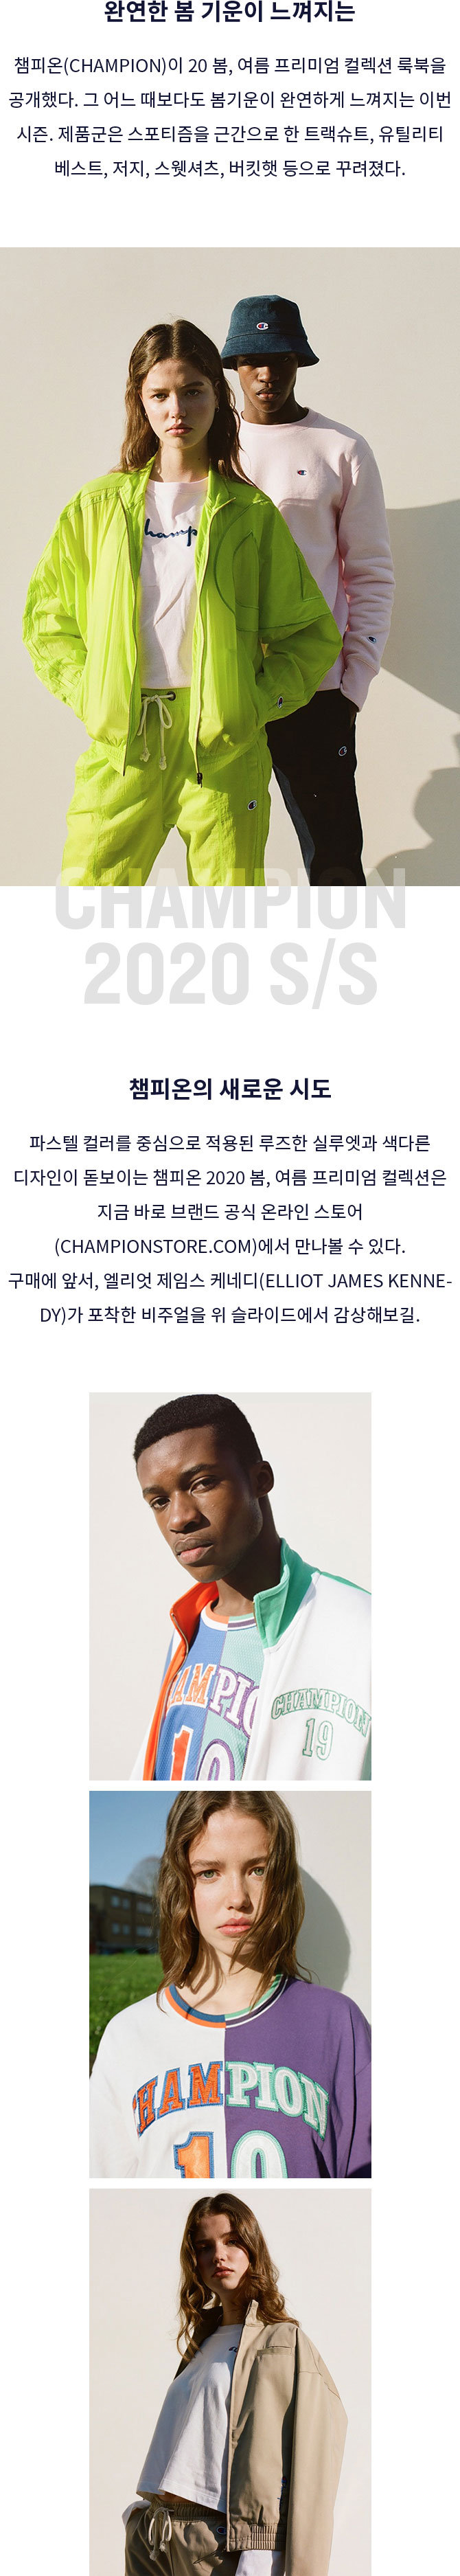 완연한 봄 기운이 느껴지는
챔피온(CHAMPION)이 20 봄, 여름 프리미엄 컬렉션 룩북을
공개했다. 그 어느 때보다도 봄기운이 완연하게 느껴지는 이번
시즌. 제품군은 스포티즘을 근간으로 한 트랙슈트, 유틸리티
베스트, 저지, 스웻셔츠, 버킷햇 등으로 꾸려졌다.
hamp
CHAMPION
2020 S/S
챔피온의 새로운 시도
파스텔 컬러를 중심으로 적용된 루즈한 실루엣과 색다른
디자인이 돋보이는 챔피온 2020 봄, 여름 프리미엄 컬렉션은
지금 바로 브랜드 공식 온라인 스토어
(CHAMPIONSTORE.COM)에서 만나볼 수 있다.
구매에 앞서, 엘리엇 제임스 케네디(ELLIOT JAMES KENNE-
DY)가 포착한 비주얼을 위 슬라이드에서 감상해보길.
AMPIO
19
CHAMPION
19
HAMPION
19